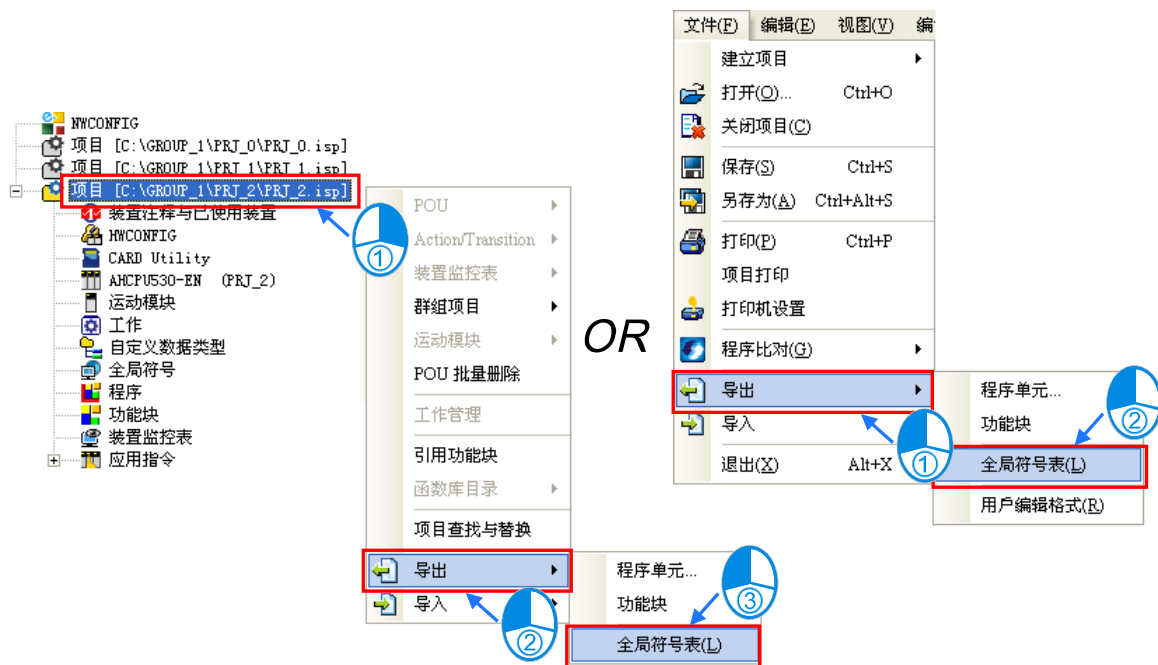 NWCONFIG
项目 [C:\GROUP_1\PRJ_0\PRJ_0.isp]
项目 [C:\GROUP_1\PRJ_1\PRJ_1.isp]
项目 [C:\GROUP_1\PRJ_2\PRJ_2.isp]
装置注释与已使用装置
HWCONFIG
CARD Utility
AHCPU530-EN (PRJ_2)
运动模块
工作
自定义数据类型
全局符号
程序
功能块
装置监控表
应用指令
①
POU
Action/Transition
装置监控表
群组项目
运动模块
POU 批量删除
工作管理
引用功能块
函数库目录
项目查找与替换
导出
导入
②
程序单元...
功能块
全局符号表(L)
③
OR
文件(F) 编辑(E) 视图(V) 编
建立项目
打开(O)... Ctrl+O
关闭项目(C)
保存(S) Ctrl+S
另存为(A) Ctrl+Alt+S
打印(P) Ctrl+P
项目打印
打印机设置
程序比对(G)
导出
导入
退出(X) Alt+X
①
程序单元...
功能块
全局符号表(L)
用戶编辑格式(R)
②